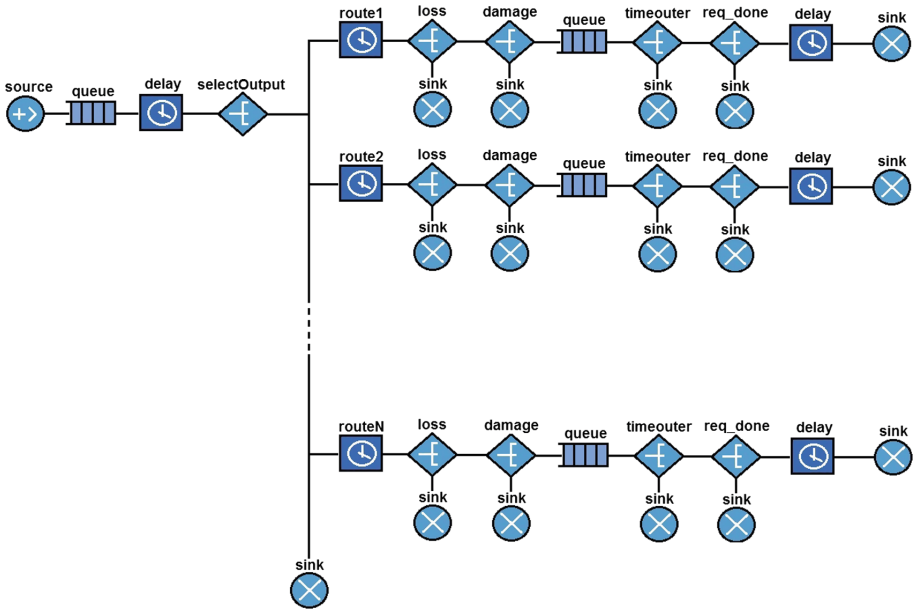 source
queue
delay
selectOutput
route1
loss
damage
queue
timeouter
req_done
delay
sink
sink
sink
sink
sink
route2
loss
damage
queue
timeouter
req_done
delay
sink
sink
sink
sink
sink
routeN
loss
damage
queue
timeouter
req_done
delay
sink
sink
sink
sink
sink
sink